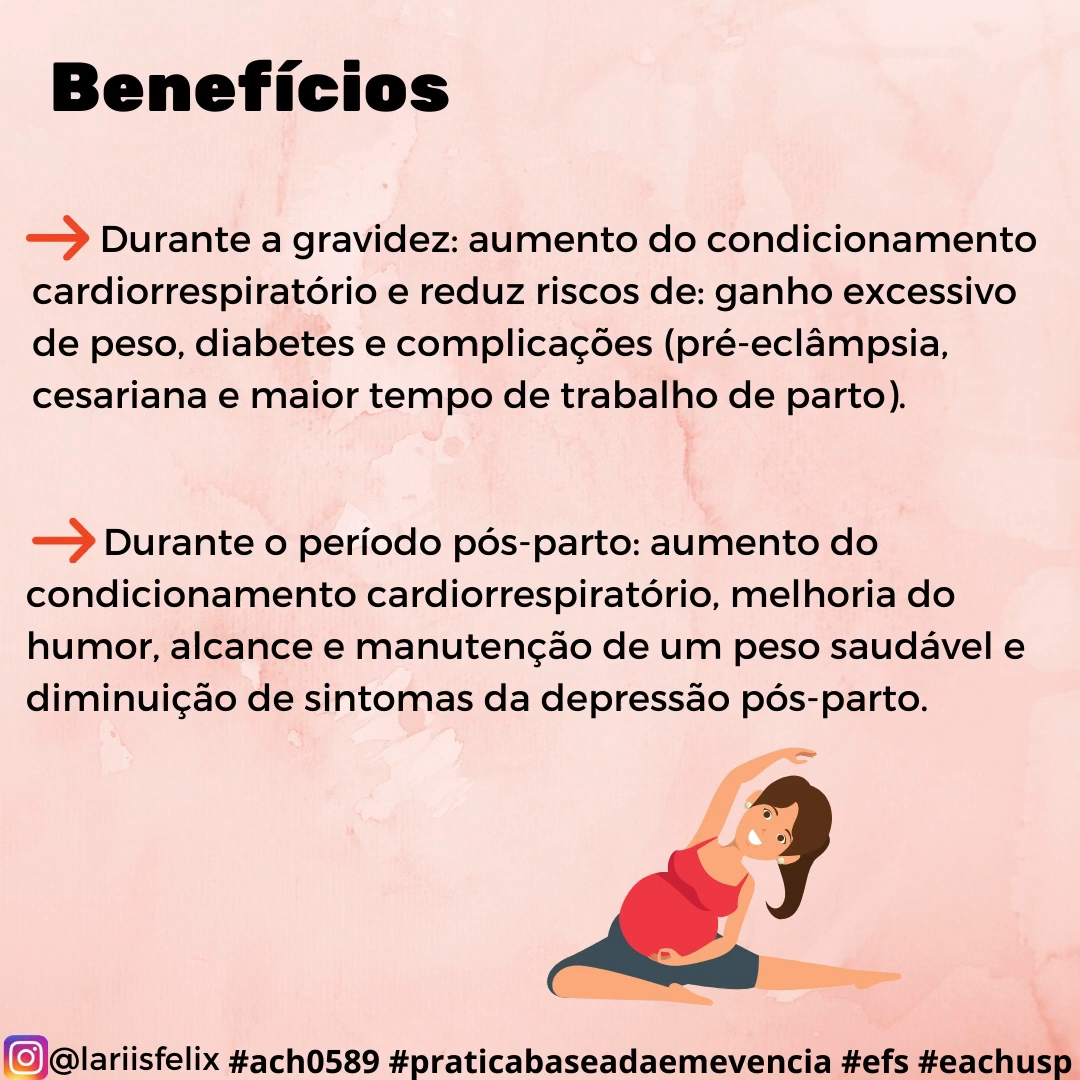 Benefícios
Durante a gravidez: aumento do condicionamento
cardiorrespiratório e reduz riscos de: ganho excessivo
de peso, diabetes e complicações (pré-eclâmpsia,
cesariana e maior tempo de trabalho de parto).
Durante o período pós-parto: aumento do
condicionamento cardiorrespiratório, melhoria do
humor, alcance e manutenção de um peso saudável e
diminuição de sintomas da depressão pós-parto.
@lariisfelix #ach0589 #praticabaseadaemevencia #efs #eachusp